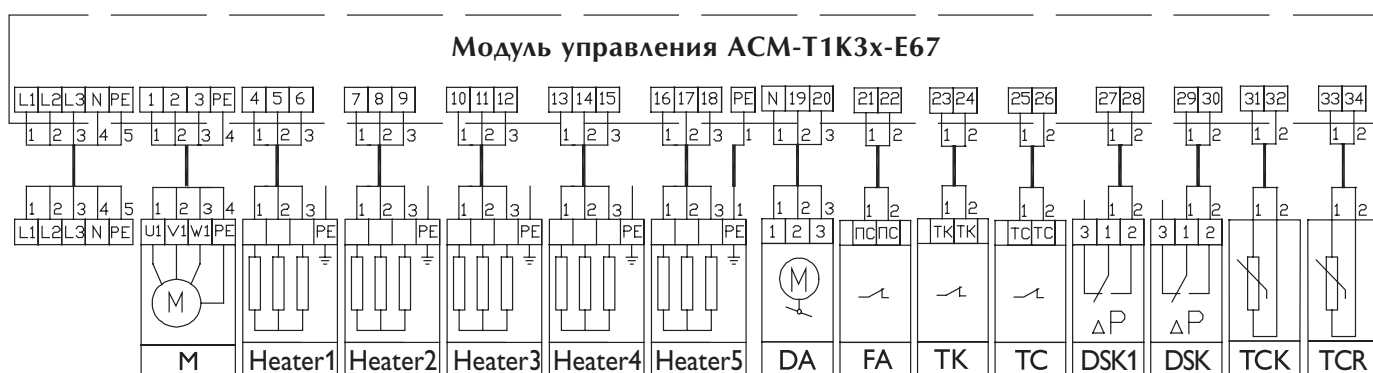 Модуль управления ACM-T1K3x-E67
L1 L2 L3 N PE 1 2 3 PE 4 5 6 7 8 9 10 11 12 13 14 15 16 17 18 PE N 19 20 21 22 23 24 25 26 27 28 29 30 31 32 33 34
1 2 3 4 5 1 2 3 4 1 2 3 1 2 3 1 2 3 1 2 3 1 2 3 1 1 2 3 1 2 1 2 1 2 1 2 1 2 1 2 1 2
1 2 3 4 5 1 2 3 4 1 2 3 1 2 3 1 2 3 1 2 3 1 2 3 1 1 2 3 1 2 1 2 1 2 1 2 1 2 1 2 1 2
L1 L2 L3 N PE U1 V1 W1 PE PE PE PE PE PE 1 2 3 ПС ПС ТК ТК ТС ТС 3 1 2 3 1 2
M M
ΔP ΔP
M Heater1 Heater2 Heater3 Heater4 Heater5 DA FA TK TC DSK1 DSK TCK TCR